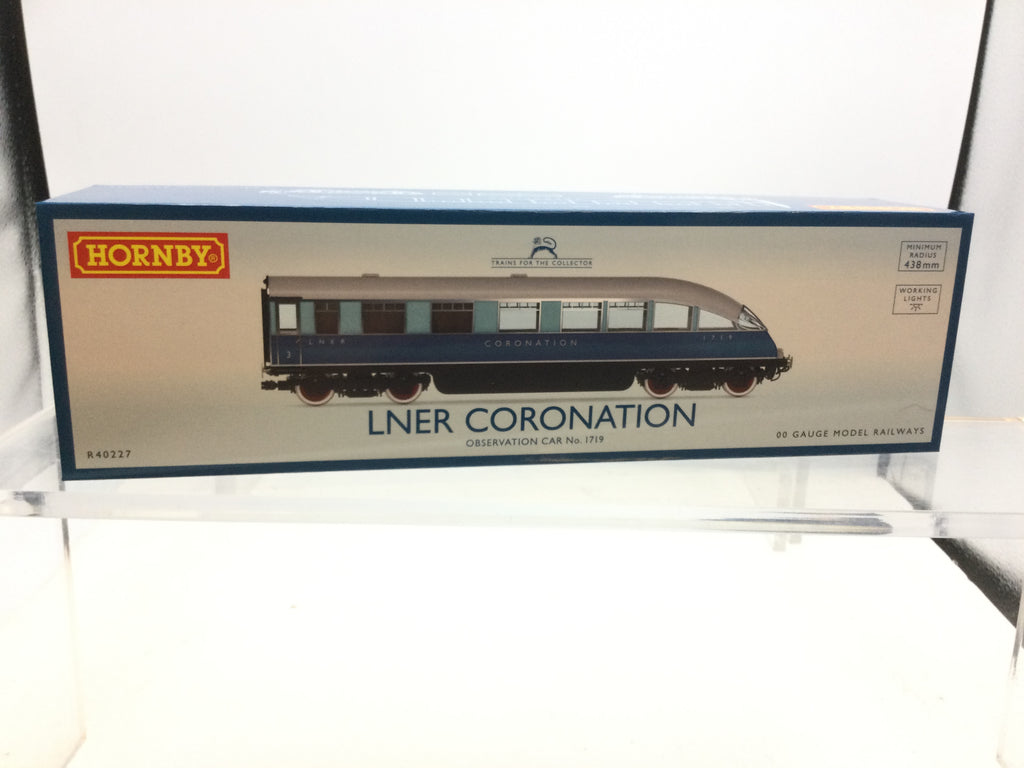 HORNBY®
TRAINS FOR THE COLLECTOR
MINIMUM
RADIUS
438mm
WORKING
LIGHTS
LNER
CORONATION
1719
3
LNER CORONATION
OBSERVATION CAR No. 1719
R40227
00 GAUGE MODEL RAILWAYS